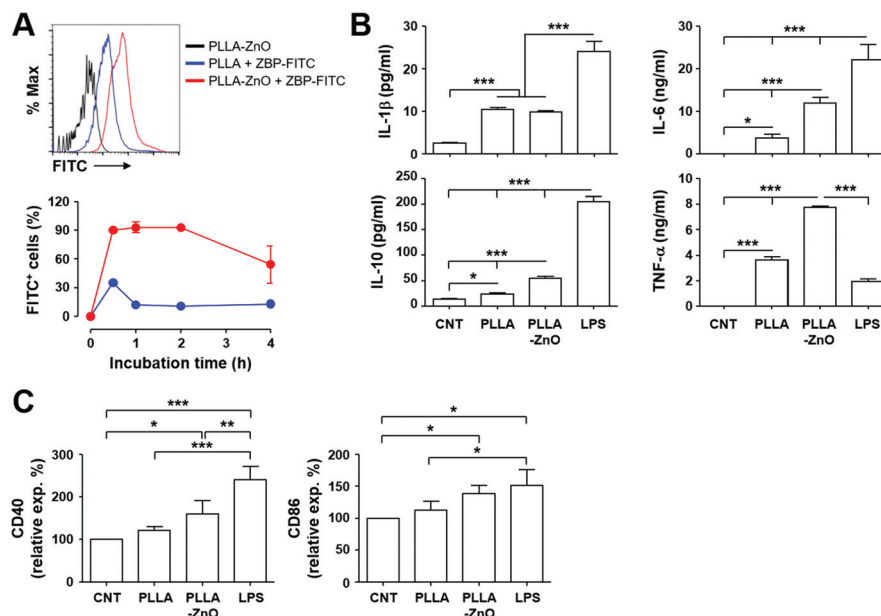 A
% Max
FITC
PLLA-ZnO
PLLA + ZBP-FITC
PLLA-ZnO + ZBP-FITC
FITC⁺ cells (%)
120
90
60
30
0
0 1 2 3 4
Incubation time (h)
B
IL-1β (pg/ml)
30
20
10
0
***
***
IL-6 (ng/ml)
30
20
10
0
***
***
*
IL-10 (pg/ml)
250
200
150
100
50
0
***
***
*
CNT PLLA PLLA LPS
-ZnO
TNF-α (ng/ml)
8
6
4
2
0
*** ***
***
CNT PLLA PLLA LPS
-ZnO
C
CD40
(relative exp. %)
300
200
100
0
***
* **
***
CNT PLLA PLLA LPS
-ZnO
CD86
(relative exp. %)
200
150
100
50
0
*
*
*
CNT PLLA PLLA LPS
-ZnO